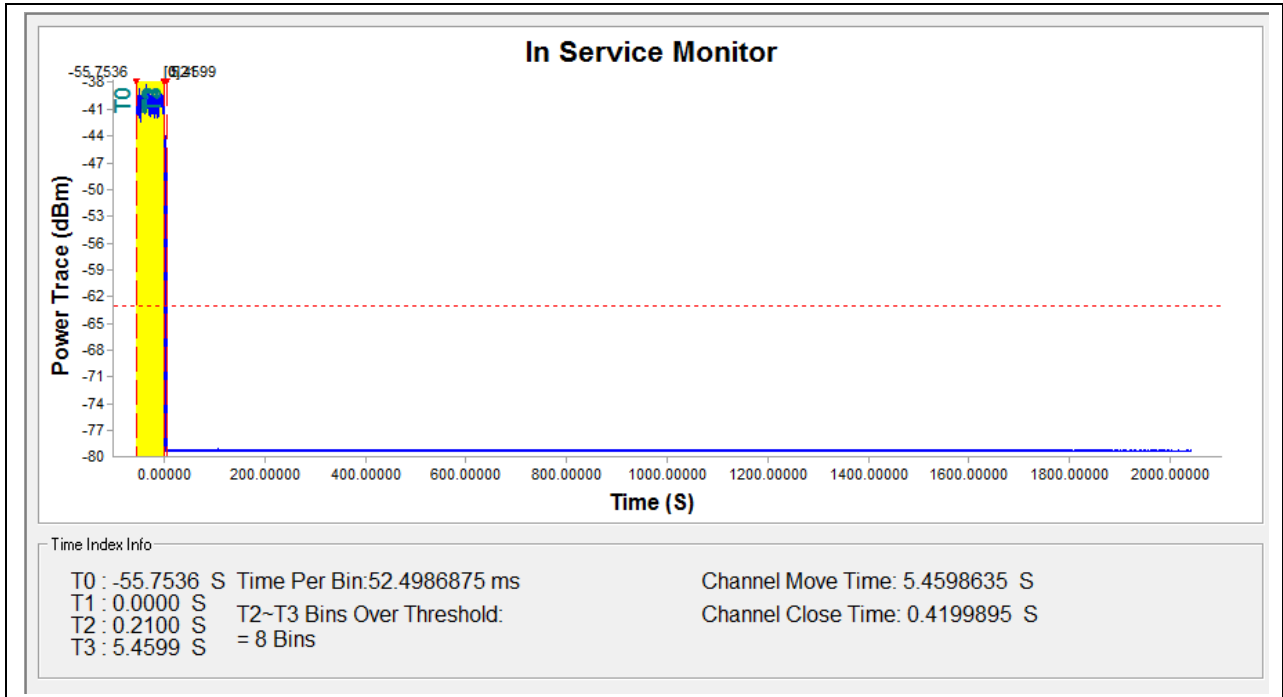 In Service Monitor
-55.7536
T0
Power Trace (dBm)
-38
-41
-44
-47
-50
-53
-56
-59
-62
-65
-68
-71
-74
-77
-80
0.00000 200.00000 400.00000 600.00000 800.00000 1000.00000 1200.00000 1400.00000 1600.00000 1800.00000 2000.00000
Time (S)
Time Index Info
T0 : -55.7536 S Time Per Bin:52.4986875 ms Channel Move Time: 5.4598635 S
T1 : 0.0000 S
T2 : 0.2100 S T2~T3 Bins Over Threshold: Channel Close Time: 0.4199895 S
T3 : 5.4599 S = 8 Bins